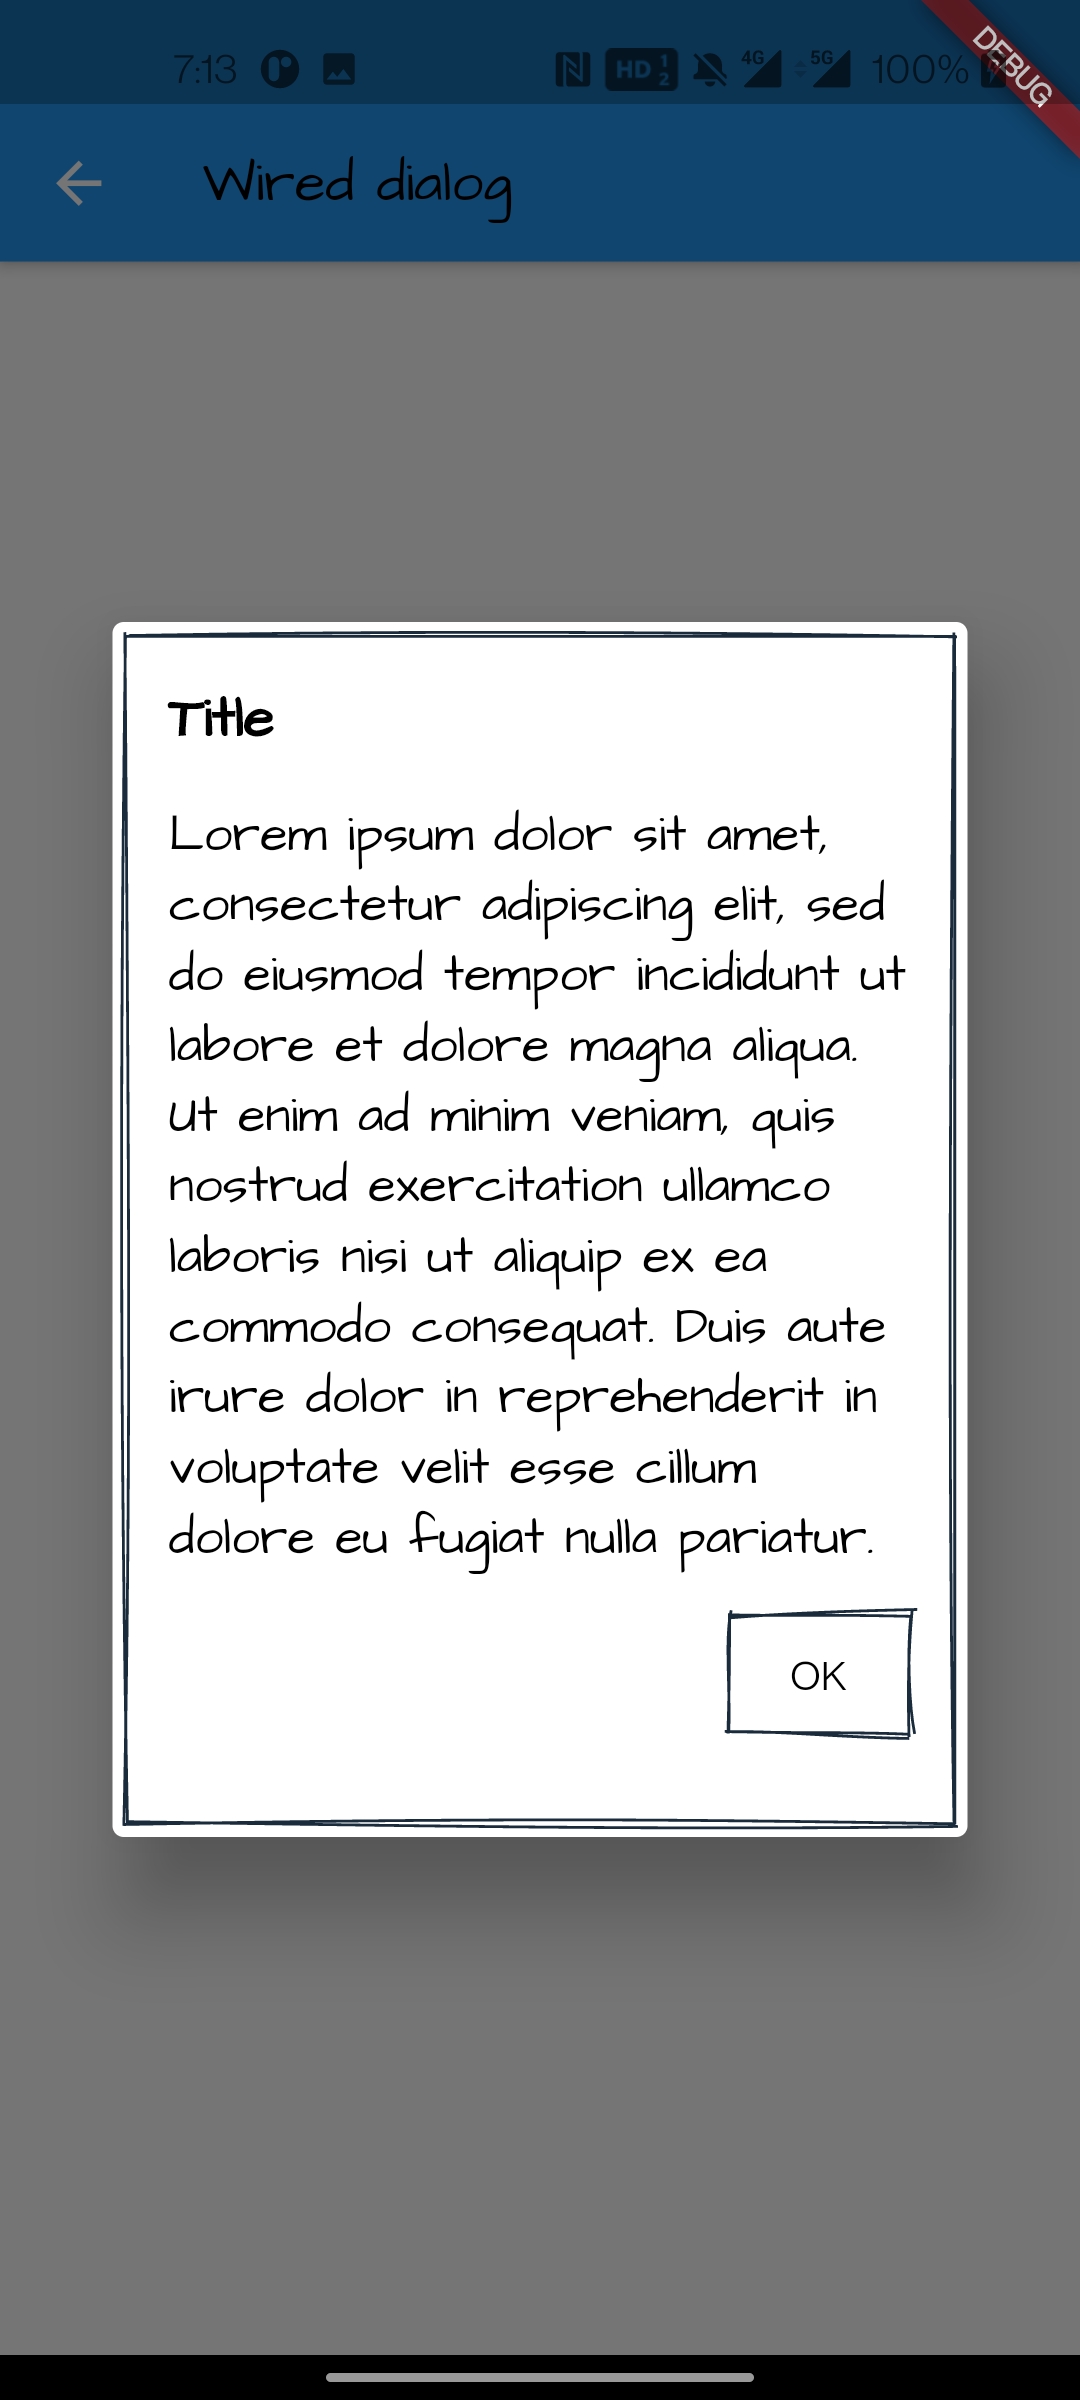 7:13 HD 1 2 4G 5G 100%
DEBUG
Wired dialog
Title
Lorem ipsum dolor sit amet,
consectetur adipiscing elit, sed
do eiusmod tempor incididunt ut
labore et dolore magna aliqua.
Ut enim ad minim veniam, quis
nostrud exercitation ullamco
laboris nisi ut aliquip ex ea
commodo consequat. Duis aute
irure dolor in reprehenderit in
voluptate velit esse cillum
dolore eu fugiat nulla pariatur.
OK